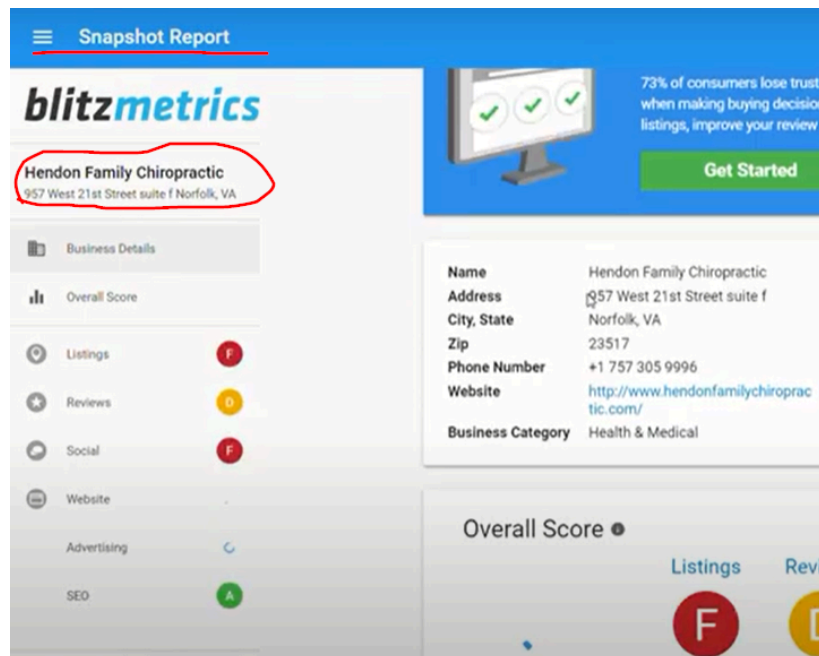 Snapshot Report
blitzmetrics
Hendon Family Chiropractic
957 West 21st Street suite f Norfolk, VA
Business Details
Overall Score
Listings F
Reviews D
Social F
Website
Advertising
SEO A
73% of consumers lose trust
when making buying decision
listings, improve your review
Get Started
Name Hendon Family Chiropractic
Address 957 West 21st Street suite f
City, State Norfolk, VA
Zip 23517
Phone Number +1 757 305 9996
Website http://www.hendonfamilychiroprac
tic.com/
Business Category Health & Medical
Overall Score
Listings Rev
F D